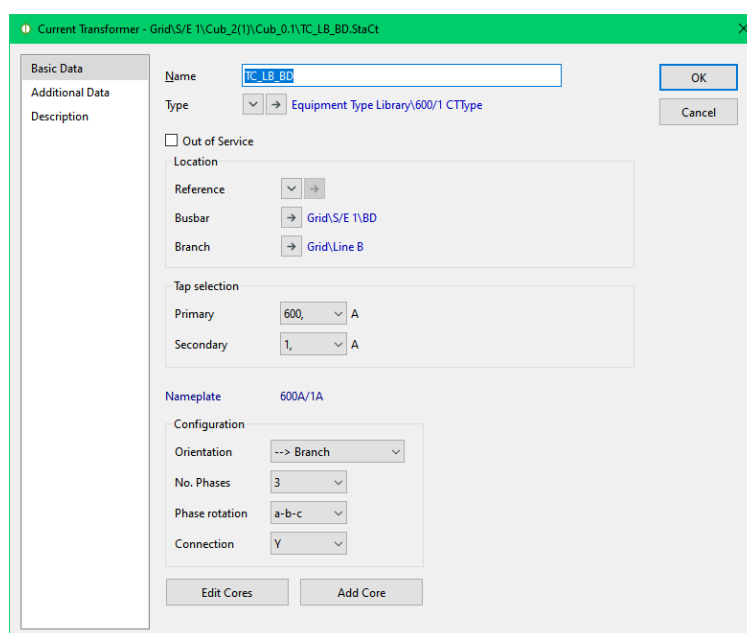 Current Transformer - Grid\S/E 1\Cub_2(1)\Cub_0.1\TC_LB_BD.StaCt
Basic Data
Additional Data
Description
Name TC_LB_BD
Type → Equipment Type Library\600/1 CTType
Out of Service
Location
Reference →
Busbar → Grid\S/E 1\BD
Branch → Grid\Line B
Tap selection
Primary 600, A
Secondary 1, A
Nameplate 600A/1A
Configuration
Orientation --> Branch
No. Phases 3
Phase rotation a-b-c
Connection Y
Edit Cores Add Core
OK
Cancel